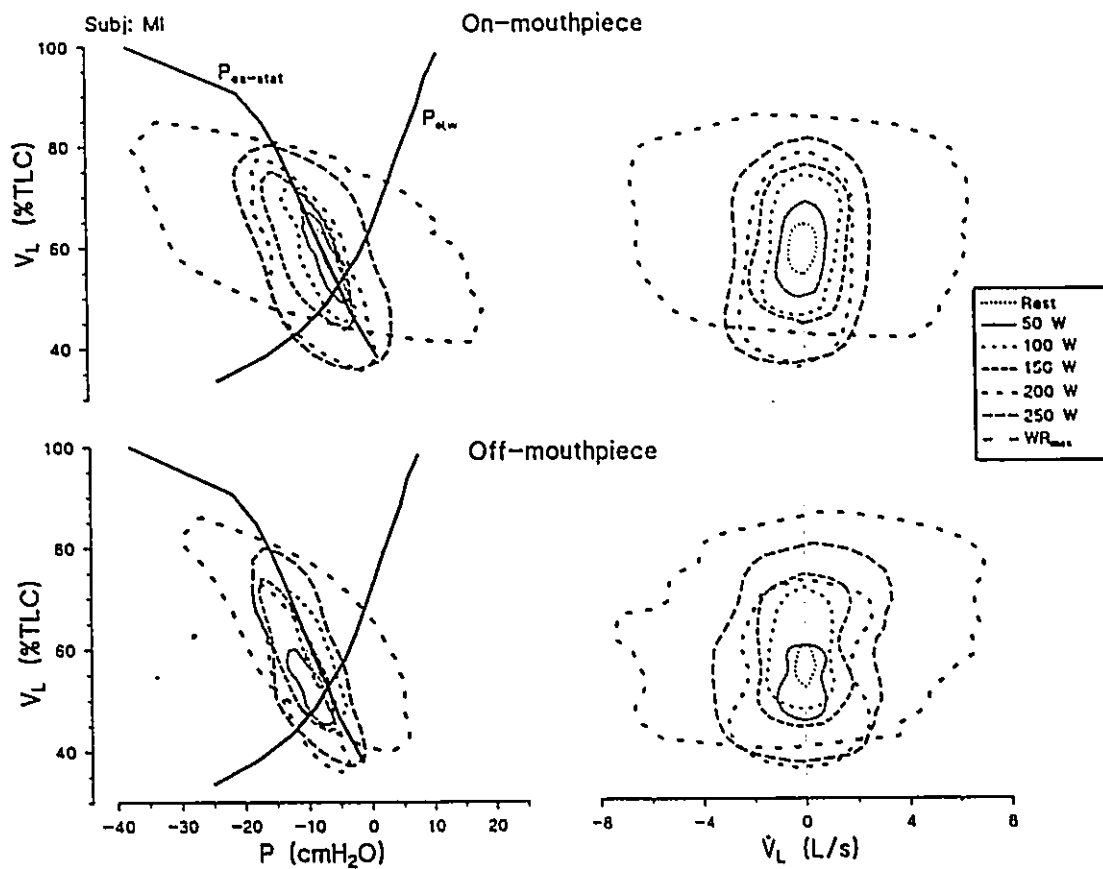 Subj: MI
On-mouthpiece
100
80
60
40
V_L (%TLC)
P_es-stat
P_el,w
Rest
50 W
100 W
150 W
200 W
250 W
WR_max
Off-mouthpiece
100
80
60
40
V_L (%TLC)
-40 -30 -20 -10 0 10 20
P (cmH₂O)
-8 -4 0 4 8
V̇_L (L/s)